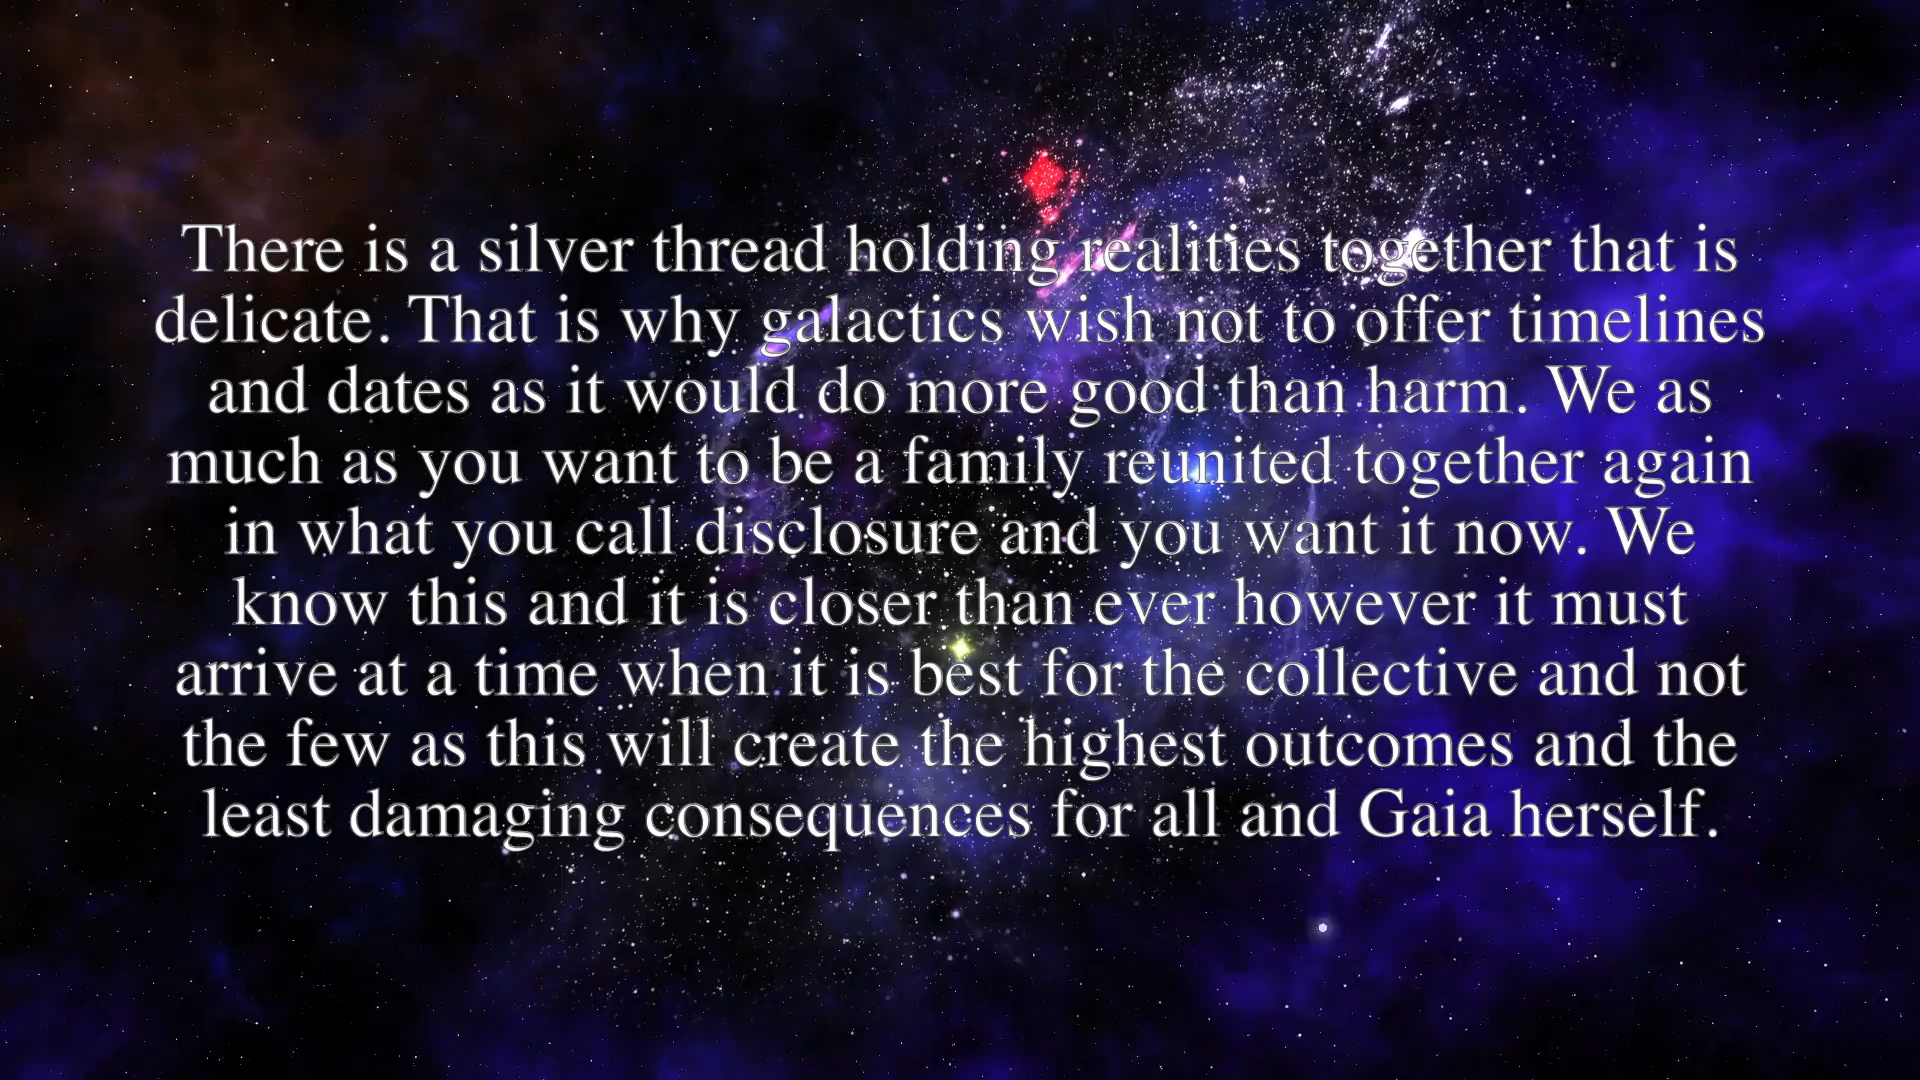 There is a silver thread holding realities together that is
delicate. That is why galactics wish not to offer timelines
and dates as it would do more good than harm. We as
much as you want to be a family reunited together again
in what you call disclosure and you want it now. We
know this and it is closer than ever however it must
arrive at a time when it is best for the collective and not
the few as this will create the highest outcomes and the
least damaging consequences for all and Gaia herself.